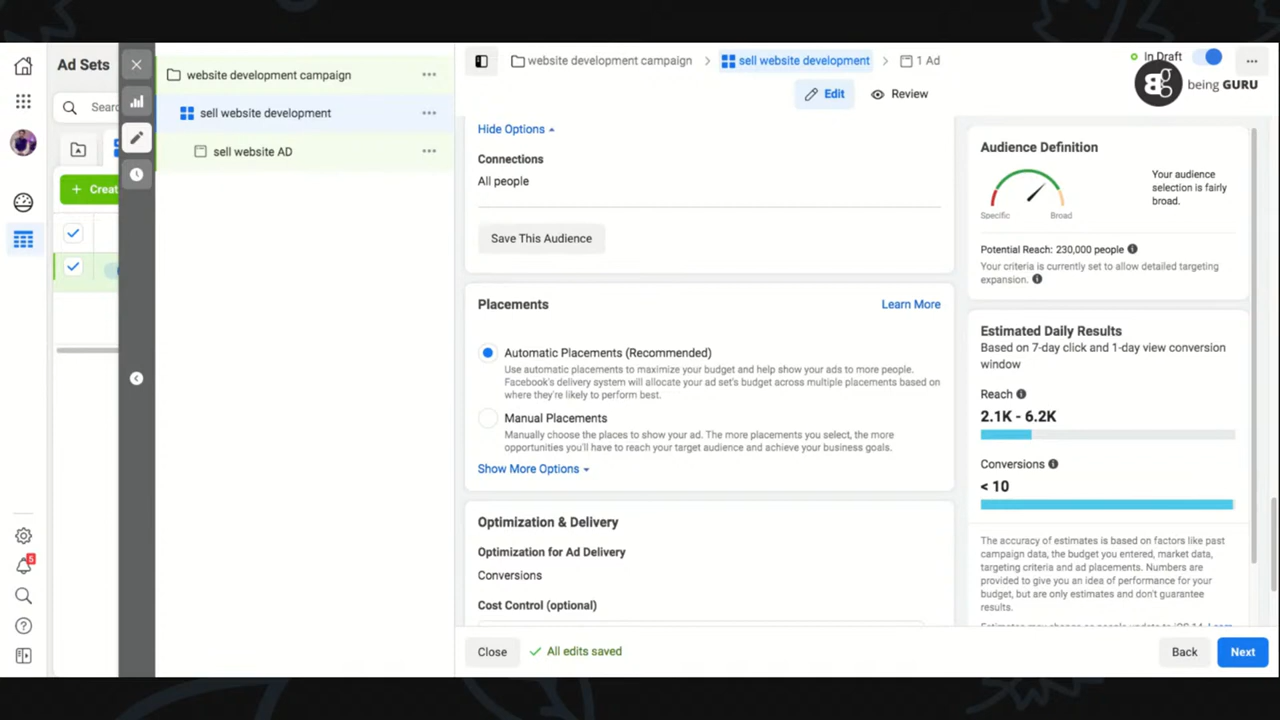 Ad Sets
Sear
Creat
website development campaign
sell website development
sell website AD
website development campaign
sell website development
1 Ad
In Draft
being GURU
Edit
Review
Hide Options
Connections
All people
Save This Audience
Placements
Learn More
Automatic Placements (Recommended)
Use automatic placements to maximize your budget and help show your ads to more people.
Facebook's delivery system will allocate your ad set's budget across multiple placements based on
where they're likely to perform best.
Manual Placements
Manually choose the places to show your ad. The more placements you select, the more
opportunities you'll have to reach your target audience and achieve your business goals.
Show More Options
Optimization & Delivery
Optimization for Ad Delivery
Conversions
Cost Control (optional)
Audience Definition
Specific
Broad
Your audience
selection is fairly
broad.
Potential Reach: 230,000 people
Your criteria is currently set to allow detailed targeting
expansion.
Estimated Daily Results
Based on 7-day click and 1-day view conversion
window
Reach
2.1K - 6.2K
Conversions
< 10
The accuracy of estimates is based on factors like past
campaign data, the budget you entered, market data,
targeting criteria and ad placements. Numbers are
provided to give you an idea of performance for your
budget, but are only estimates and don't guarantee
results.
5
Close
All edits saved
Back
Next